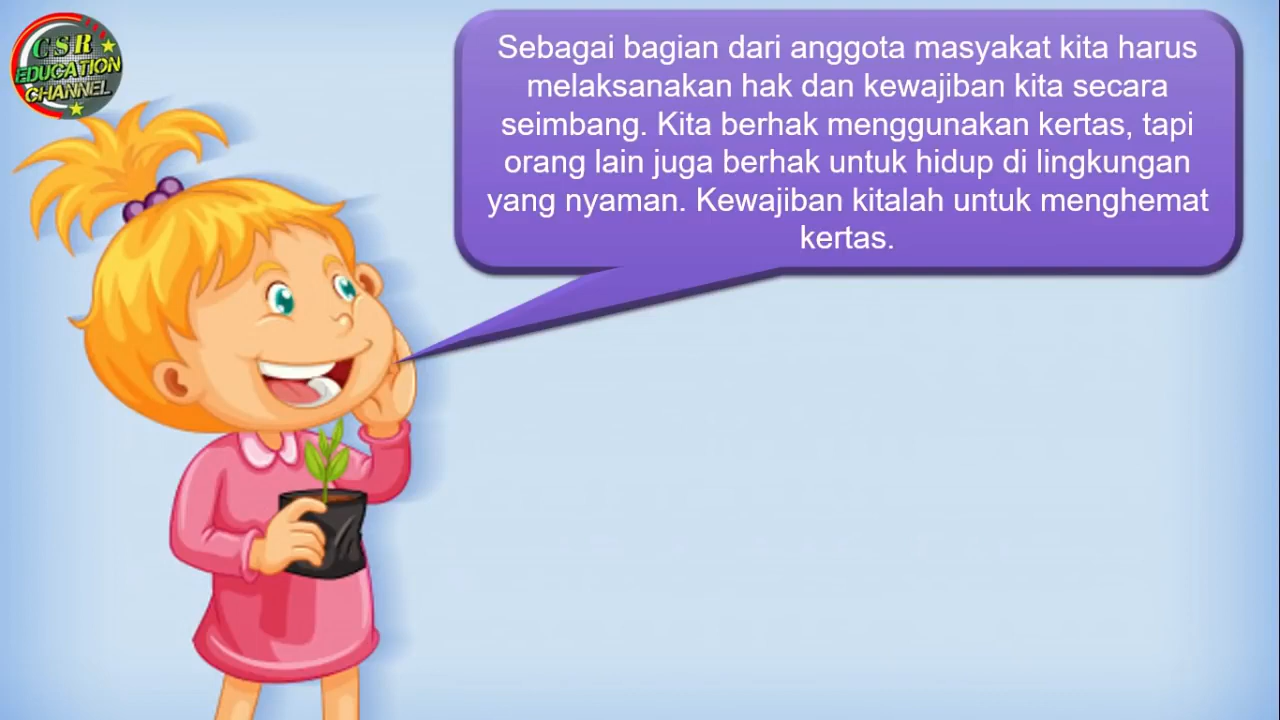 CSR
EDUCATION
CHANNEL
Sebagai bagian dari anggota masyakat kita harus
melaksanakan hak dan kewajiban kita secara
seimbang. Kita berhak menggunakan kertas, tapi
orang lain juga berhak untuk hidup di lingkungan
yang nyaman. Kewajiban kitalah untuk menghemat
kertas.